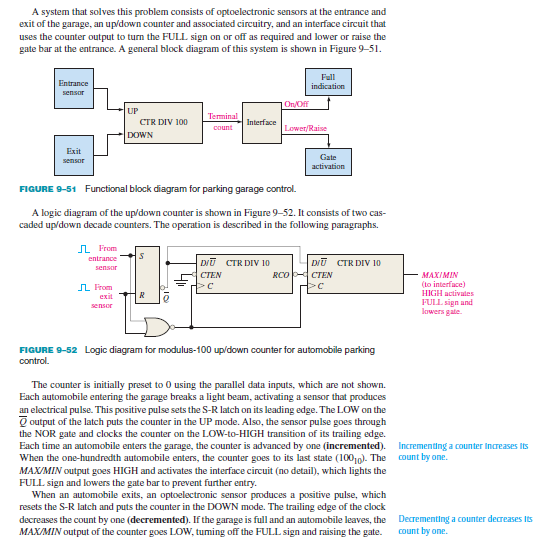 A system that solves this problem consists of optoelectronic sensors at the entrance and
exit of the garage, an up/down counter and associated circuitry, and an interface circuit that
uses the counter output to turn the FULL sign on or off as required and lower or raise the
gate bar at the entrance. A general block diagram of this system is shown in Figure 9–51.
Entrance
sensor
Exit
sensor
UP
CTR DIV 100
DOWN
Terminal
count
Interface
On/Off
Lower/Raise
Full
indication
Gate
activation
FIGURE 9–51 Functional block diagram for parking garage control.
A logic diagram of the up/down counter is shown in Figure 9–52. It consists of two cas-
caded up/down decade counters. The operation is described in the following paragraphs.
From
entrance
sensor
From
exit
sensor
S
R
Q̅
D/U̅ CTR DIV 10
CTEN RCO
C
D/U̅ CTR DIV 10
CTEN
C
MAX/MIN
(to interface)
HIGH activates
FULL sign and
lowers gate.
FIGURE 9–52 Logic diagram for modulus-100 up/down counter for automobile parking
control.
The counter is initially preset to 0 using the parallel data inputs, which are not shown.
Each automobile entering the garage breaks a light beam, activating a sensor that produces
an electrical pulse. This positive pulse sets the S-R latch on its leading edge. The LOW on the
Q̅ output of the latch puts the counter in the UP mode. Also, the sensor pulse goes through
the NOR gate and clocks the counter on the LOW-to-HIGH transition of its trailing edge.
Each time an automobile enters the garage, the counter is advanced by one (incremented).
When the one-hundredth automobile enters, the counter goes to its last state (100₁₀). The
MAX/MIN output goes HIGH and activates the interface circuit (no detail), which lights the
FULL sign and lowers the gate bar to prevent further entry.
Incrementing a counter increases its
count by one.
When an automobile exits, an optoelectronic sensor produces a positive pulse, which
resets the S-R latch and puts the counter in the DOWN mode. The trailing edge of the clock
decreases the count by one (decremented). If the garage is full and an automobile leaves, the
MAX/MIN output of the counter goes LOW, turning off the FULL sign and raising the gate.
Decrementing a counter decreases its
count by one.